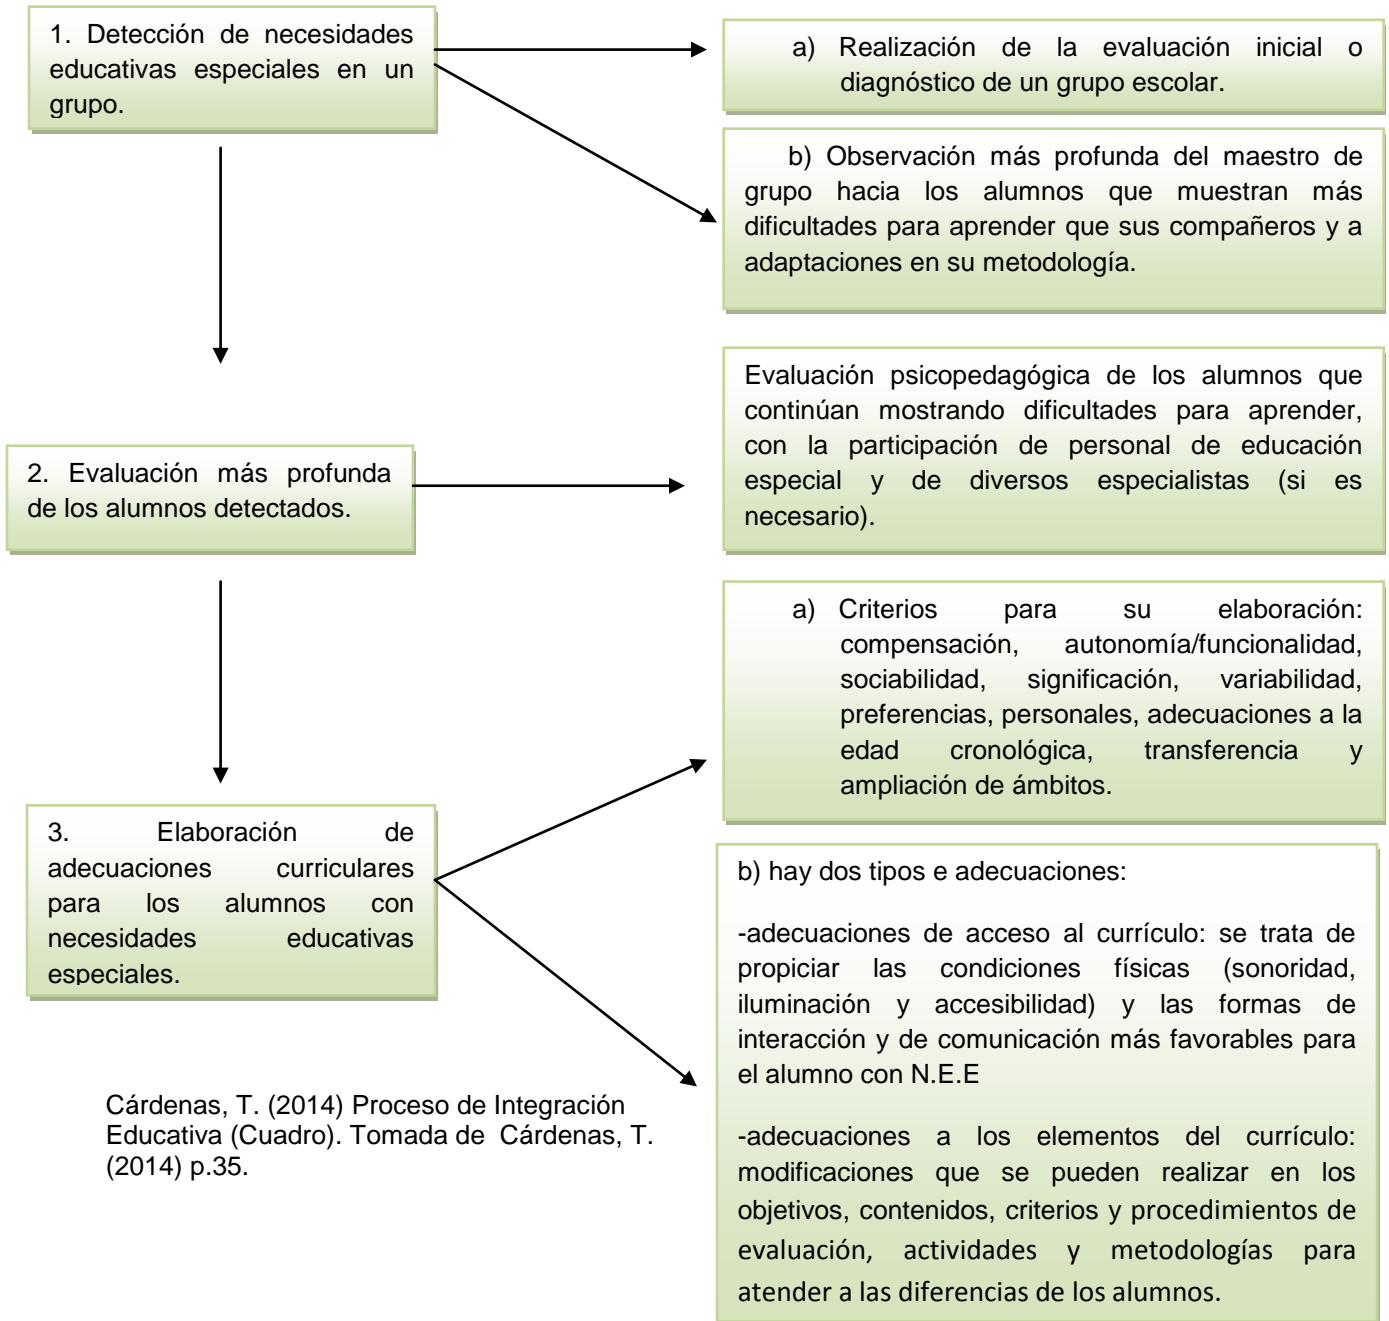 1. Detección de necesidades
educativas especiales en un
grupo.
a) Realización de la evaluación inicial o
diagnóstico de un grupo escolar.
b) Observación más profunda del maestro de
grupo hacia los alumnos que muestran más
dificultades para aprender que sus compañeros y a
adaptaciones en su metodología.
2. Evaluación más profunda
de los alumnos detectados.
Evaluación psicopedagógica de los alumnos que
continúan mostrando dificultades para aprender,
con la participación de personal de educación
especial y de diversos especialistas (si es
necesario).
3. Elaboración de
adecuaciones curriculares
para los alumnos con
necesidades educativas
especiales.
a) Criterios para su elaboración:
compensación, autonomía/funcionalidad,
sociabilidad, significación, variabilidad,
preferencias, personales, adecuaciones a la
edad cronológica, transferencia y
ampliación de ámbitos.
b) hay dos tipos e adecuaciones:
-adecuaciones de acceso al currículo: se trata de
propiciar las condiciones físicas (sonoridad,
iluminación y accesibilidad) y las formas de
interacción y de comunicación más favorables para
el alumno con N.E.E
-adecuaciones a los elementos del currículo:
modificaciones que se pueden realizar en los
objetivos, contenidos, criterios y procedimientos de
evaluación, actividades y metodologías para
atender a las diferencias de los alumnos.
Cárdenas, T. (2014) Proceso de Integración
Educativa (Cuadro). Tomada de Cárdenas, T.
(2014) p.35.